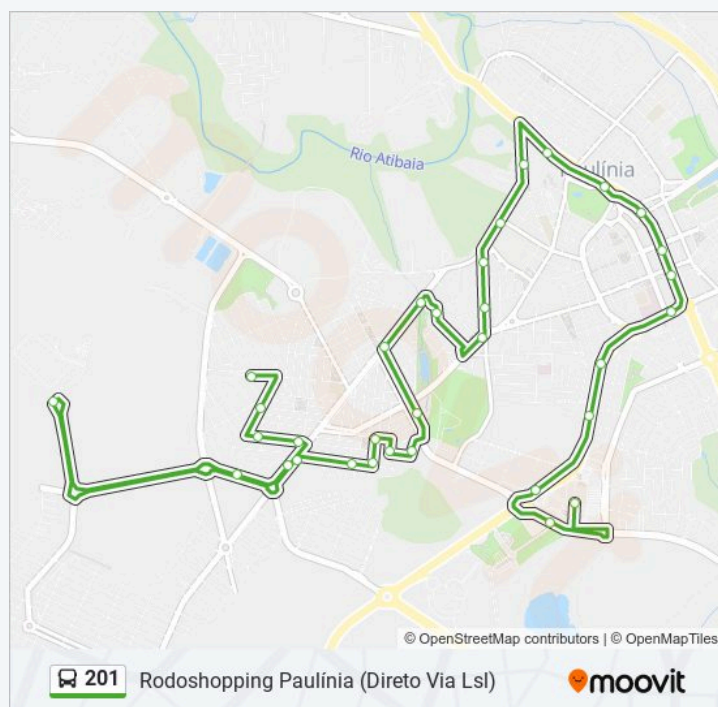 Rio Atibaia
Paulínia
© OpenStreetMap contributors | © OpenMapTiles
201 Rodoshopping Paulínia (Direto Via Lsl)
moovit